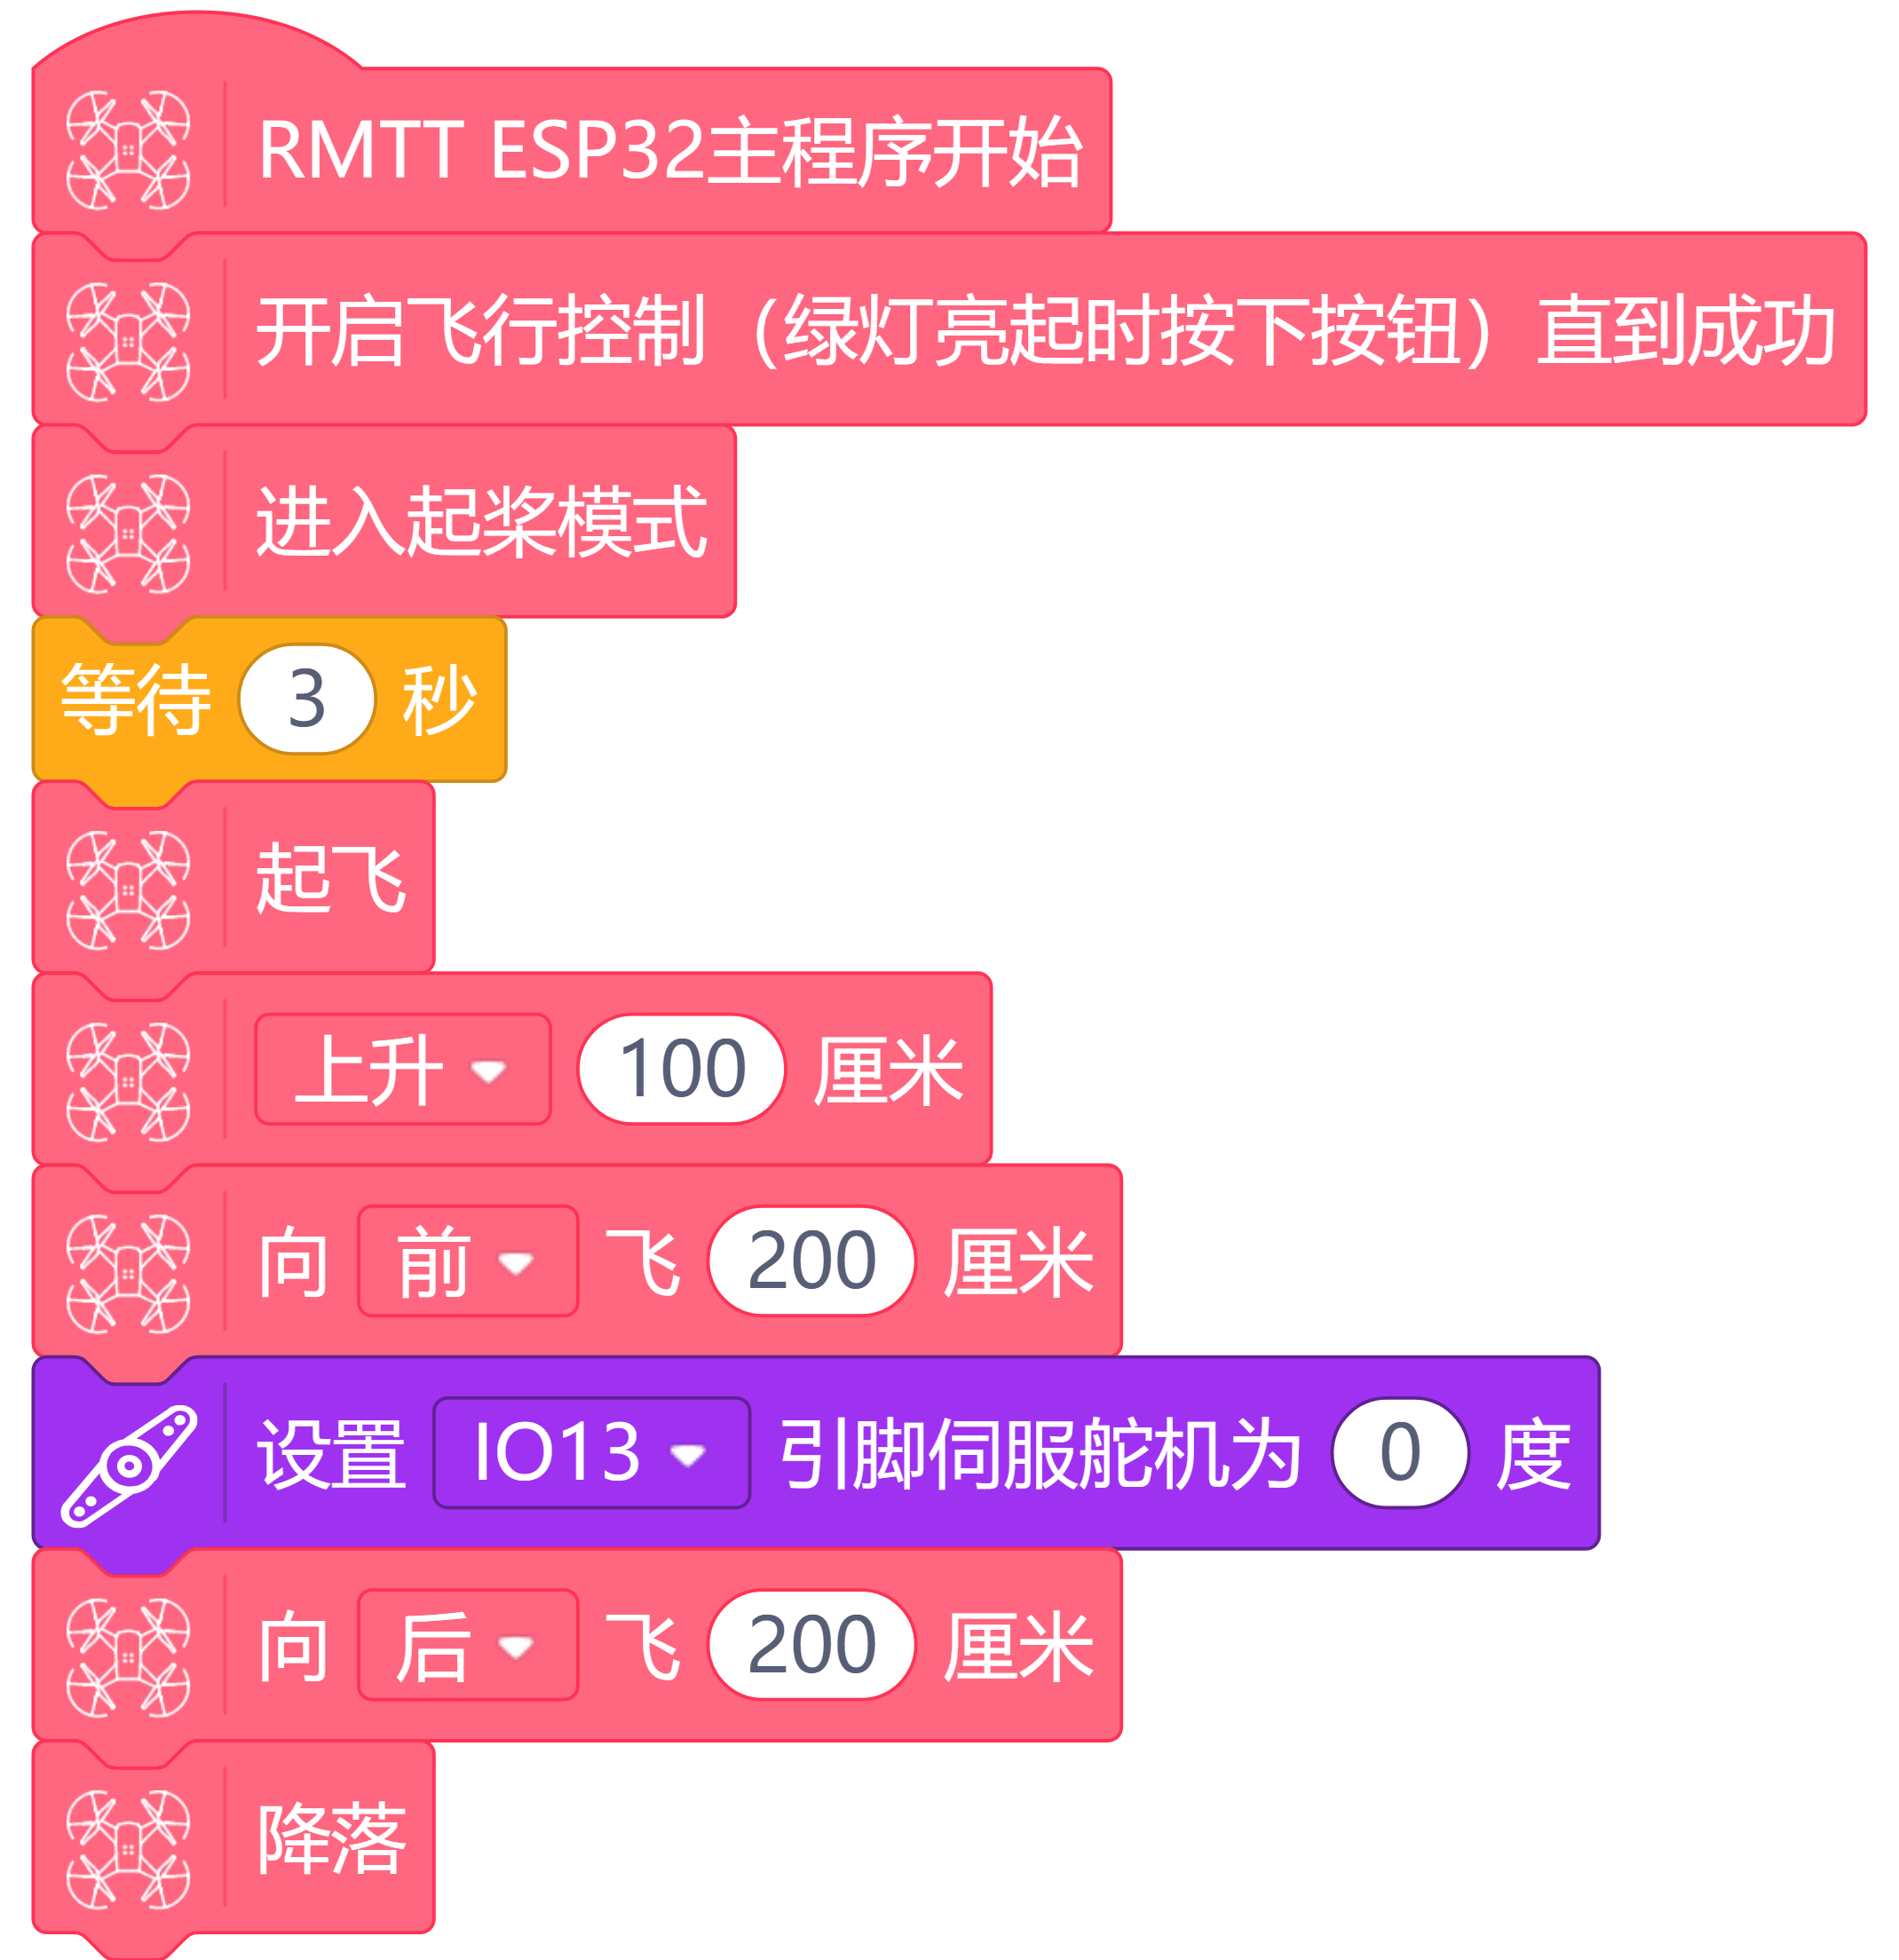 RMTT ESP32主程序开始
开启飞行控制（绿灯亮起时按下按钮）直到成功
进入起桨模式
等待 3 秒
起飞
上升 100 厘米
向 前 飞 200 厘米
设置 IO13 引脚伺服舵机为 0 度
向 后 飞 200 厘米
降落